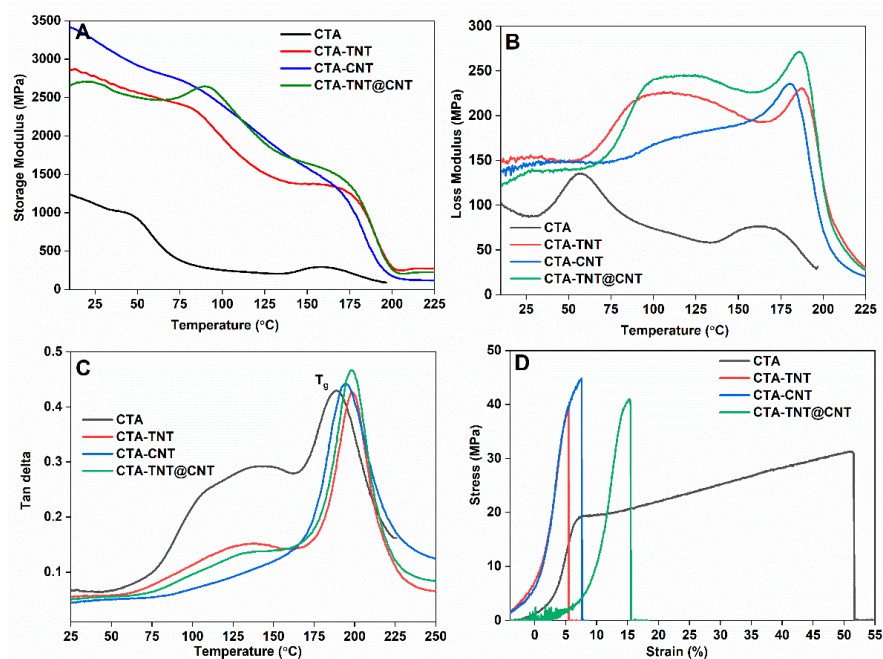 A
CTA
CTA-TNT
CTA-CNT
CTA-TNT@CNT
3500
3000
2500
2000
1500
1000
500
0
25 50 75 100 125 150 175 200 225
Storage Modulus (MPa)
Temperature (°C)
B
300
250
200
150
100
50
0
CTA
CTA-TNT
CTA-CNT
CTA-TNT@CNT
25 50 75 100 125 150 175 200 225
Loss Modulus (MPa)
Temperature (°C)
C
Tg
CTA
CTA-TNT
CTA-CNT
CTA-TNT@CNT
0.5
0.4
0.3
0.2
0.1
25 50 75 100 125 150 175 200 225 250
Tan delta
Temperature (°C)
D
CTA
CTA-TNT
CTA-CNT
CTA-TNT@CNT
50
40
30
20
10
0
0 5 10 15 20 25 30 35 40 45 50 55
Stress (MPa)
Strain (%)